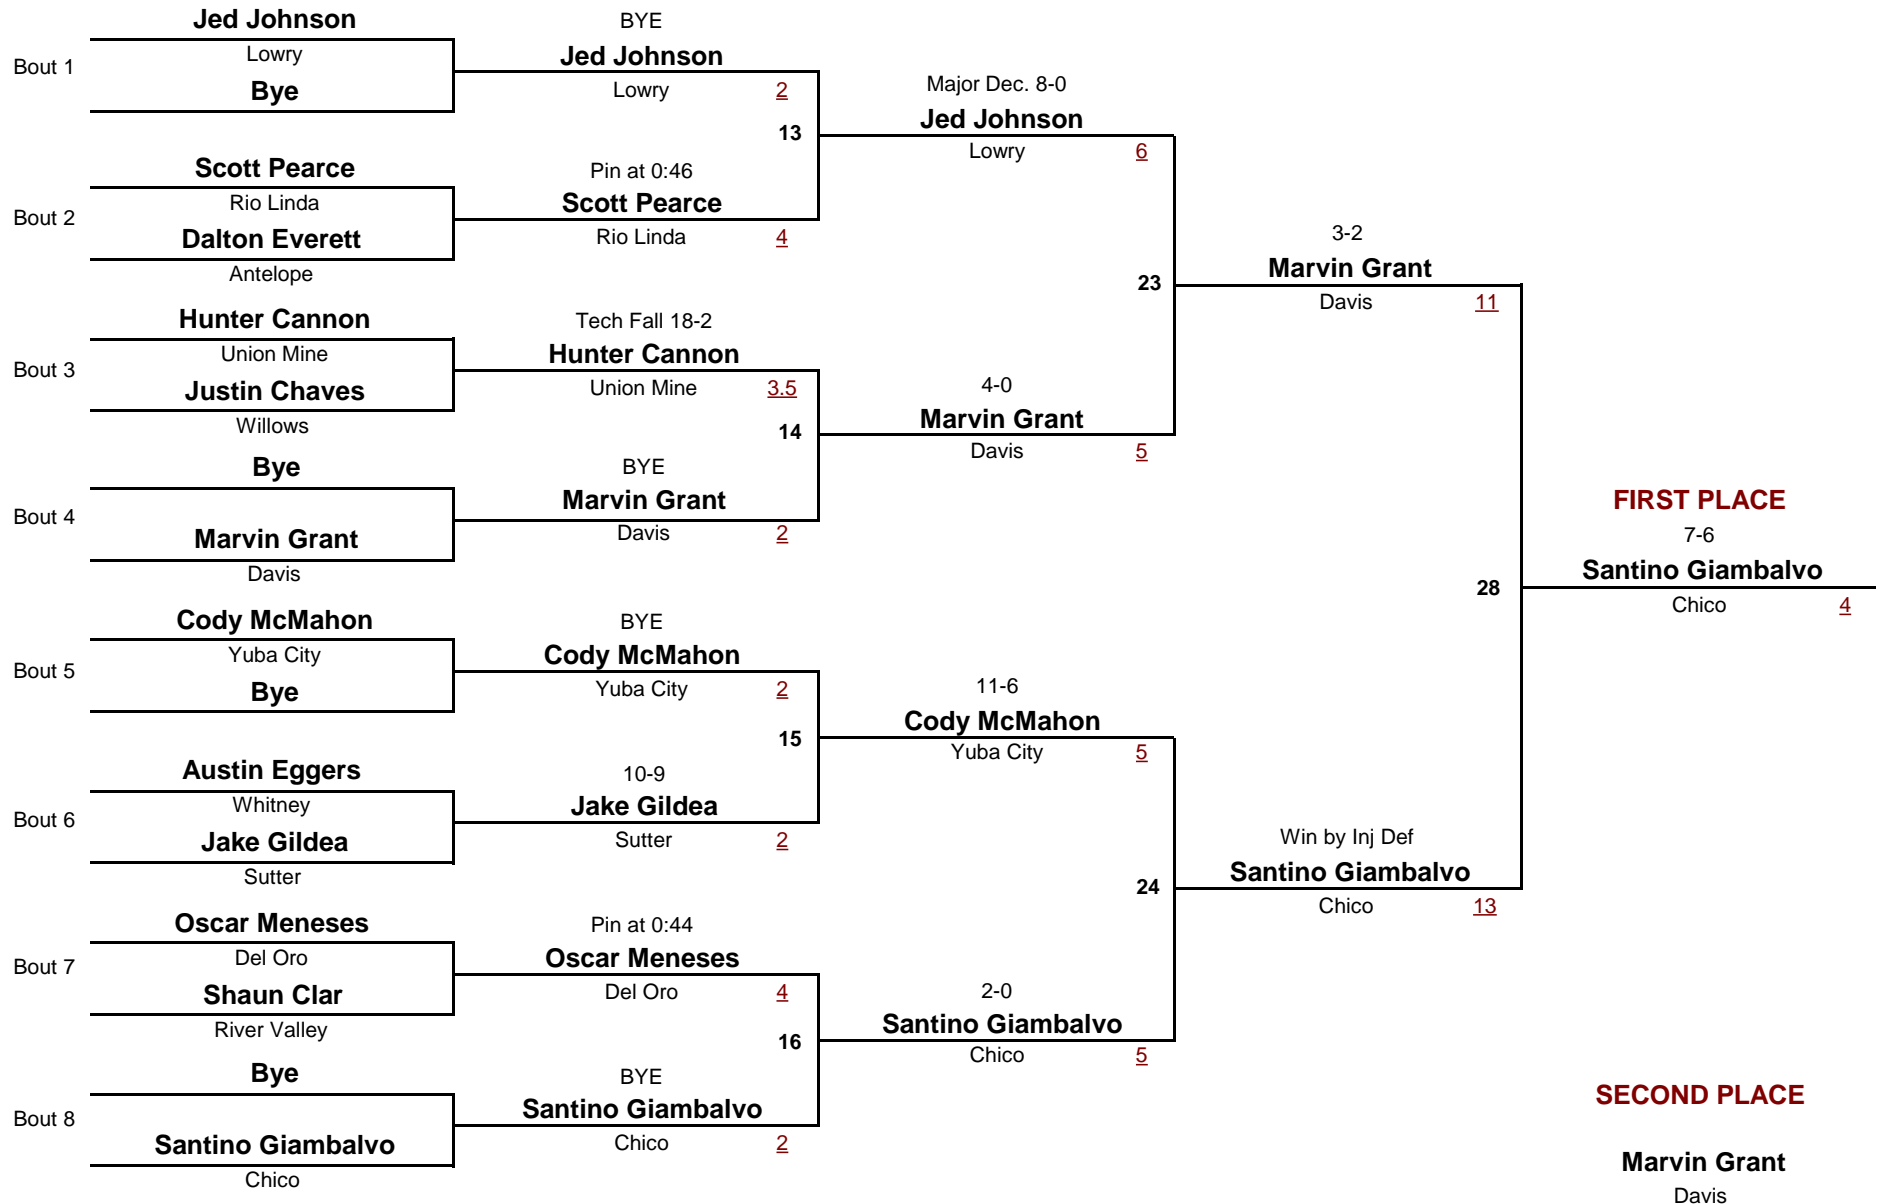 Jed Johnson
Bout 1
Lowry
Bye
Scott Pearce
Bout 2
Rio Linda
Dalton Everett
Antelope
Hunter Cannon
Bout 3
Union Mine
Justin Chaves
Willows
Bye
Bout 4
Marvin Grant
Davis
Cody McMahon
Bout 5
Yuba City
Bye
Austin Eggers
Bout 6
Whitney
Jake Gildea
Sutter
Oscar Meneses
Bout 7
Del Oro
Shaun Clar
River Valley
Bye
Bout 8
Santino Giambalvo
Chico
BYE
Jed Johnson
Lowry 2
13
Pin at 0:46
Scott Pearce
Rio Linda 4
Tech Fall 18-2
Hunter Cannon
Union Mine 3.5
14
BYE
Marvin Grant
Davis 2
BYE
Cody McMahon
Yuba City 2
15
10-9
Jake Gildea
Sutter 2
Pin at 0:44
Oscar Meneses
Del Oro 4
16
BYE
Santino Giambalvo
Chico 2
Major Dec. 8-0
Jed Johnson
Lowry 6
23
4-0
Marvin Grant
Davis 5
11-6
Cody McMahon
Yuba City 5
24
2-0
Santino Giambalvo
Chico 5
3-2
Marvin Grant
Davis 11
28
Win by Inj Def
Santino Giambalvo
Chico 13
FIRST PLACE
7-6
Santino Giambalvo
Chico 4
SECOND PLACE
Marvin Grant
Davis